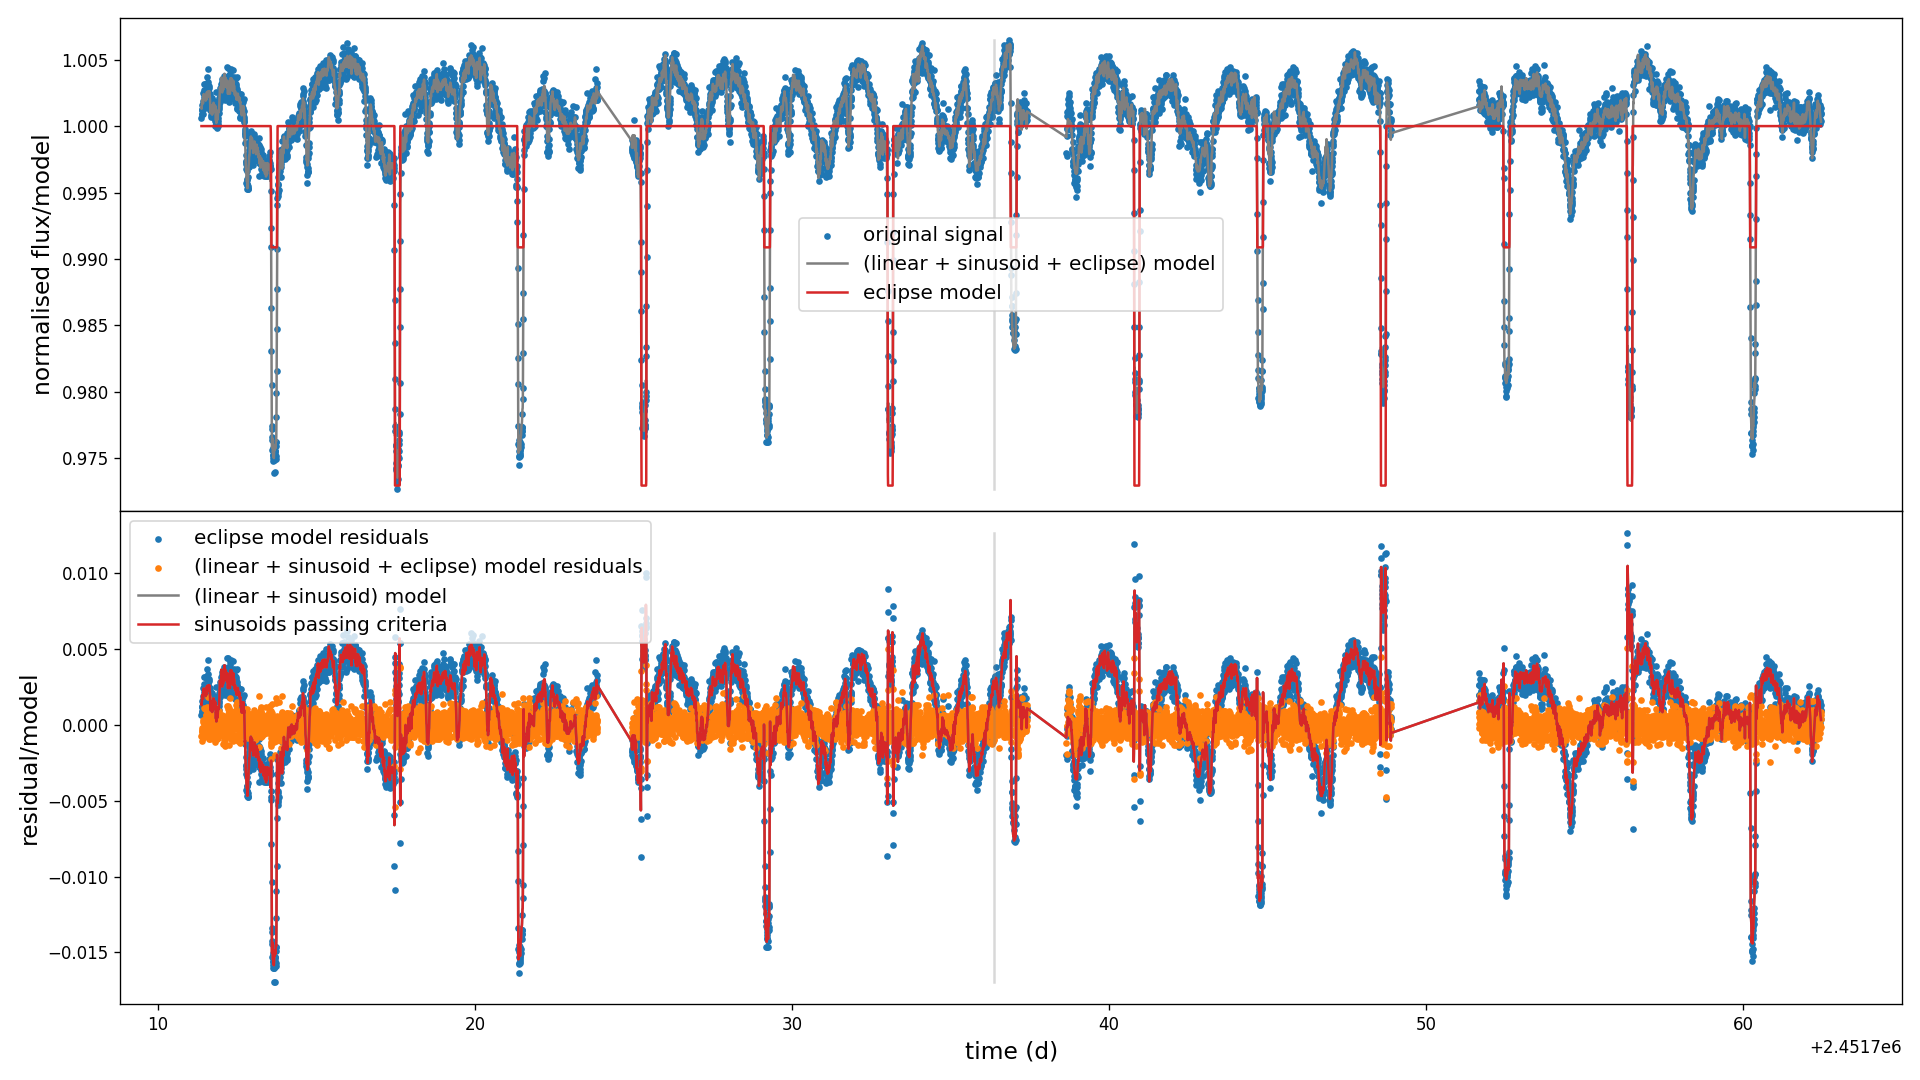 normalised flux/model
1.005
1.000
0.995
0.990
0.985
0.980
0.975
original signal
(linear + sinusoid + eclipse) model
eclipse model
residual/model
0.010
0.005
0.000
−0.005
−0.010
−0.015
eclipse model residuals
(linear + sinusoid + eclipse) model residuals
(linear + sinusoid) model
sinusoids passing criteria
10 20 30 40 50 60
time (d)
+2.4517e6